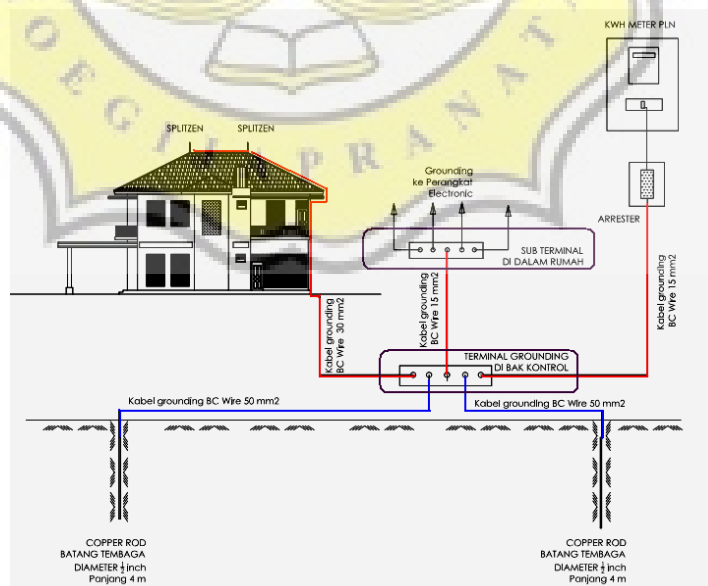 OEGIJAPRANATA
KWH METER PLN
SPLITZEN
SPLITZEN
Grounding
ke Perangkat
Electronic
ARRESTER
SUB TERMINAL
DI DALAM RUMAH
Kabel grounding
BC Wire 30 mm2
Kabel grounding
BC Wire 15 mm2
Kabel grounding
BC Wire 15 mm2
TERMINAL GROUNDING
DI BAK KONTROL
Kabel grounding BC Wire 50 mm2
Kabel grounding BC Wire 50 mm2
COPPER ROD
BATANG TEMBAGA
DIAMETER ½ inch
Panjang 4 m
COPPER ROD
BATANG TEMBAGA
DIAMETER ½ inch
Panjang 4 m